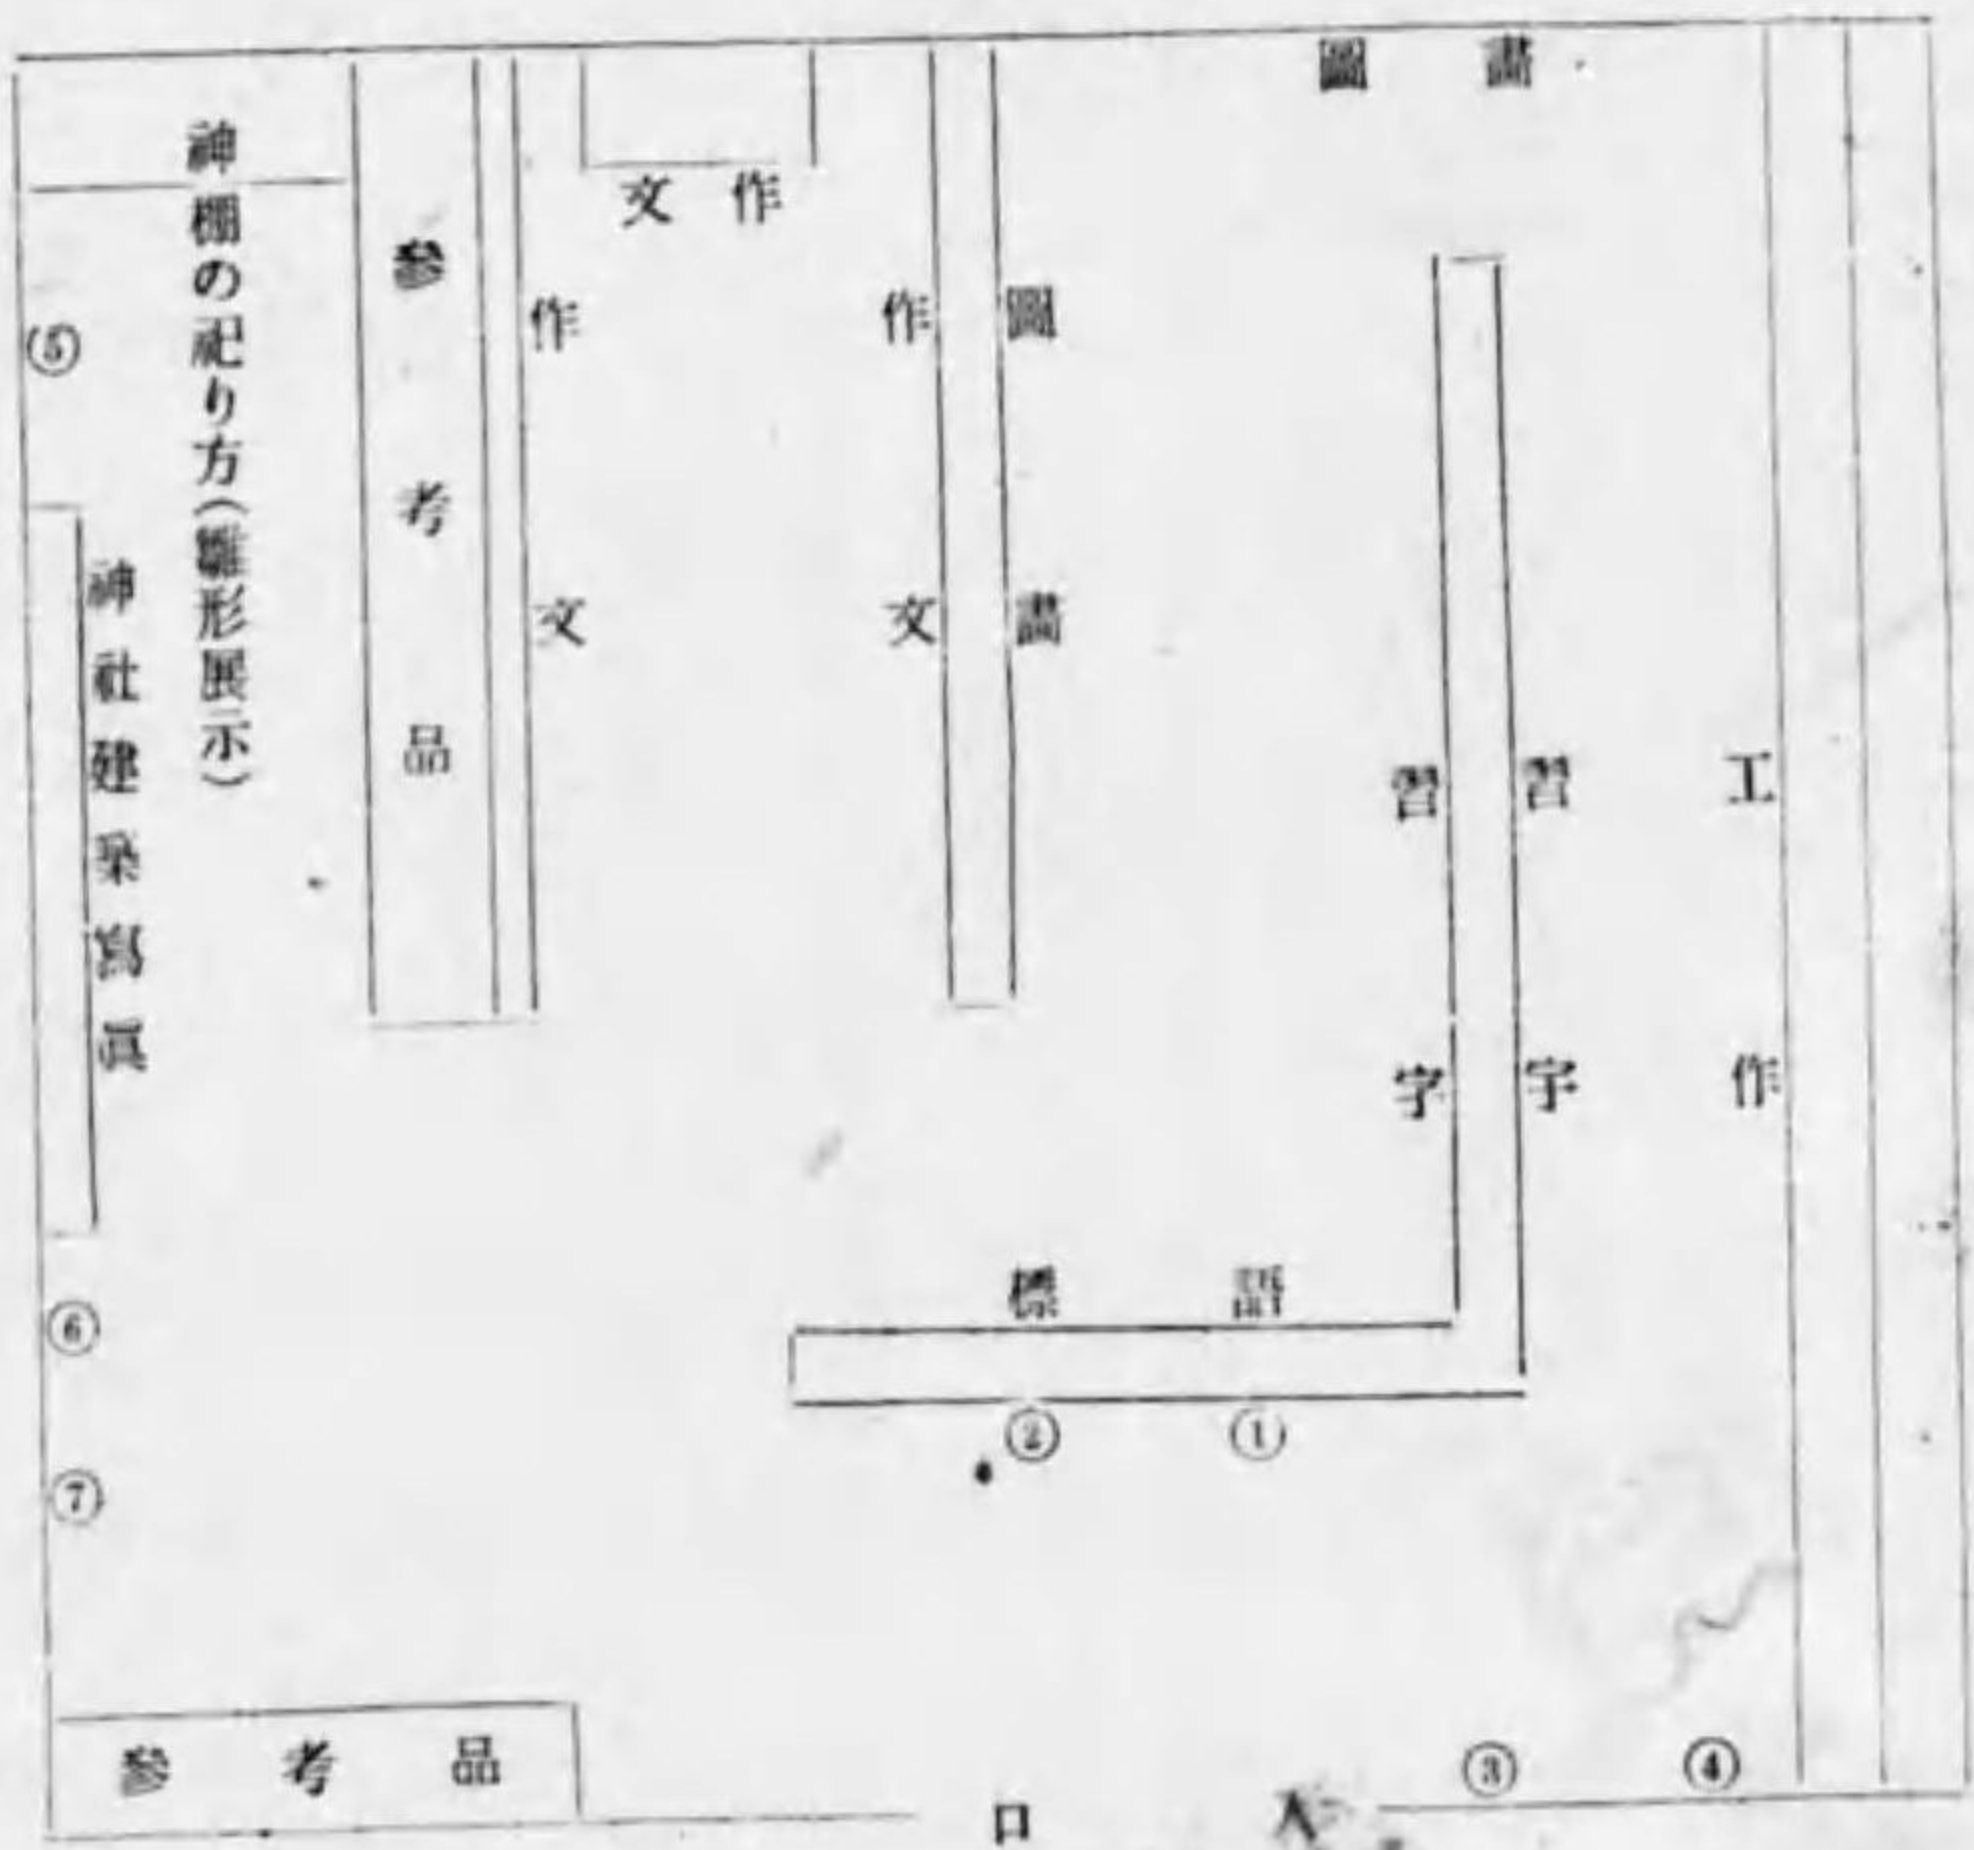 圖畫
工作
習字
習字
圖畫
作文
作文
作文
參考品
神棚の祀り方(雛形展示)
神社建築寫眞
標語
①
②
③
④
⑤
⑥
⑦
參考品
入口